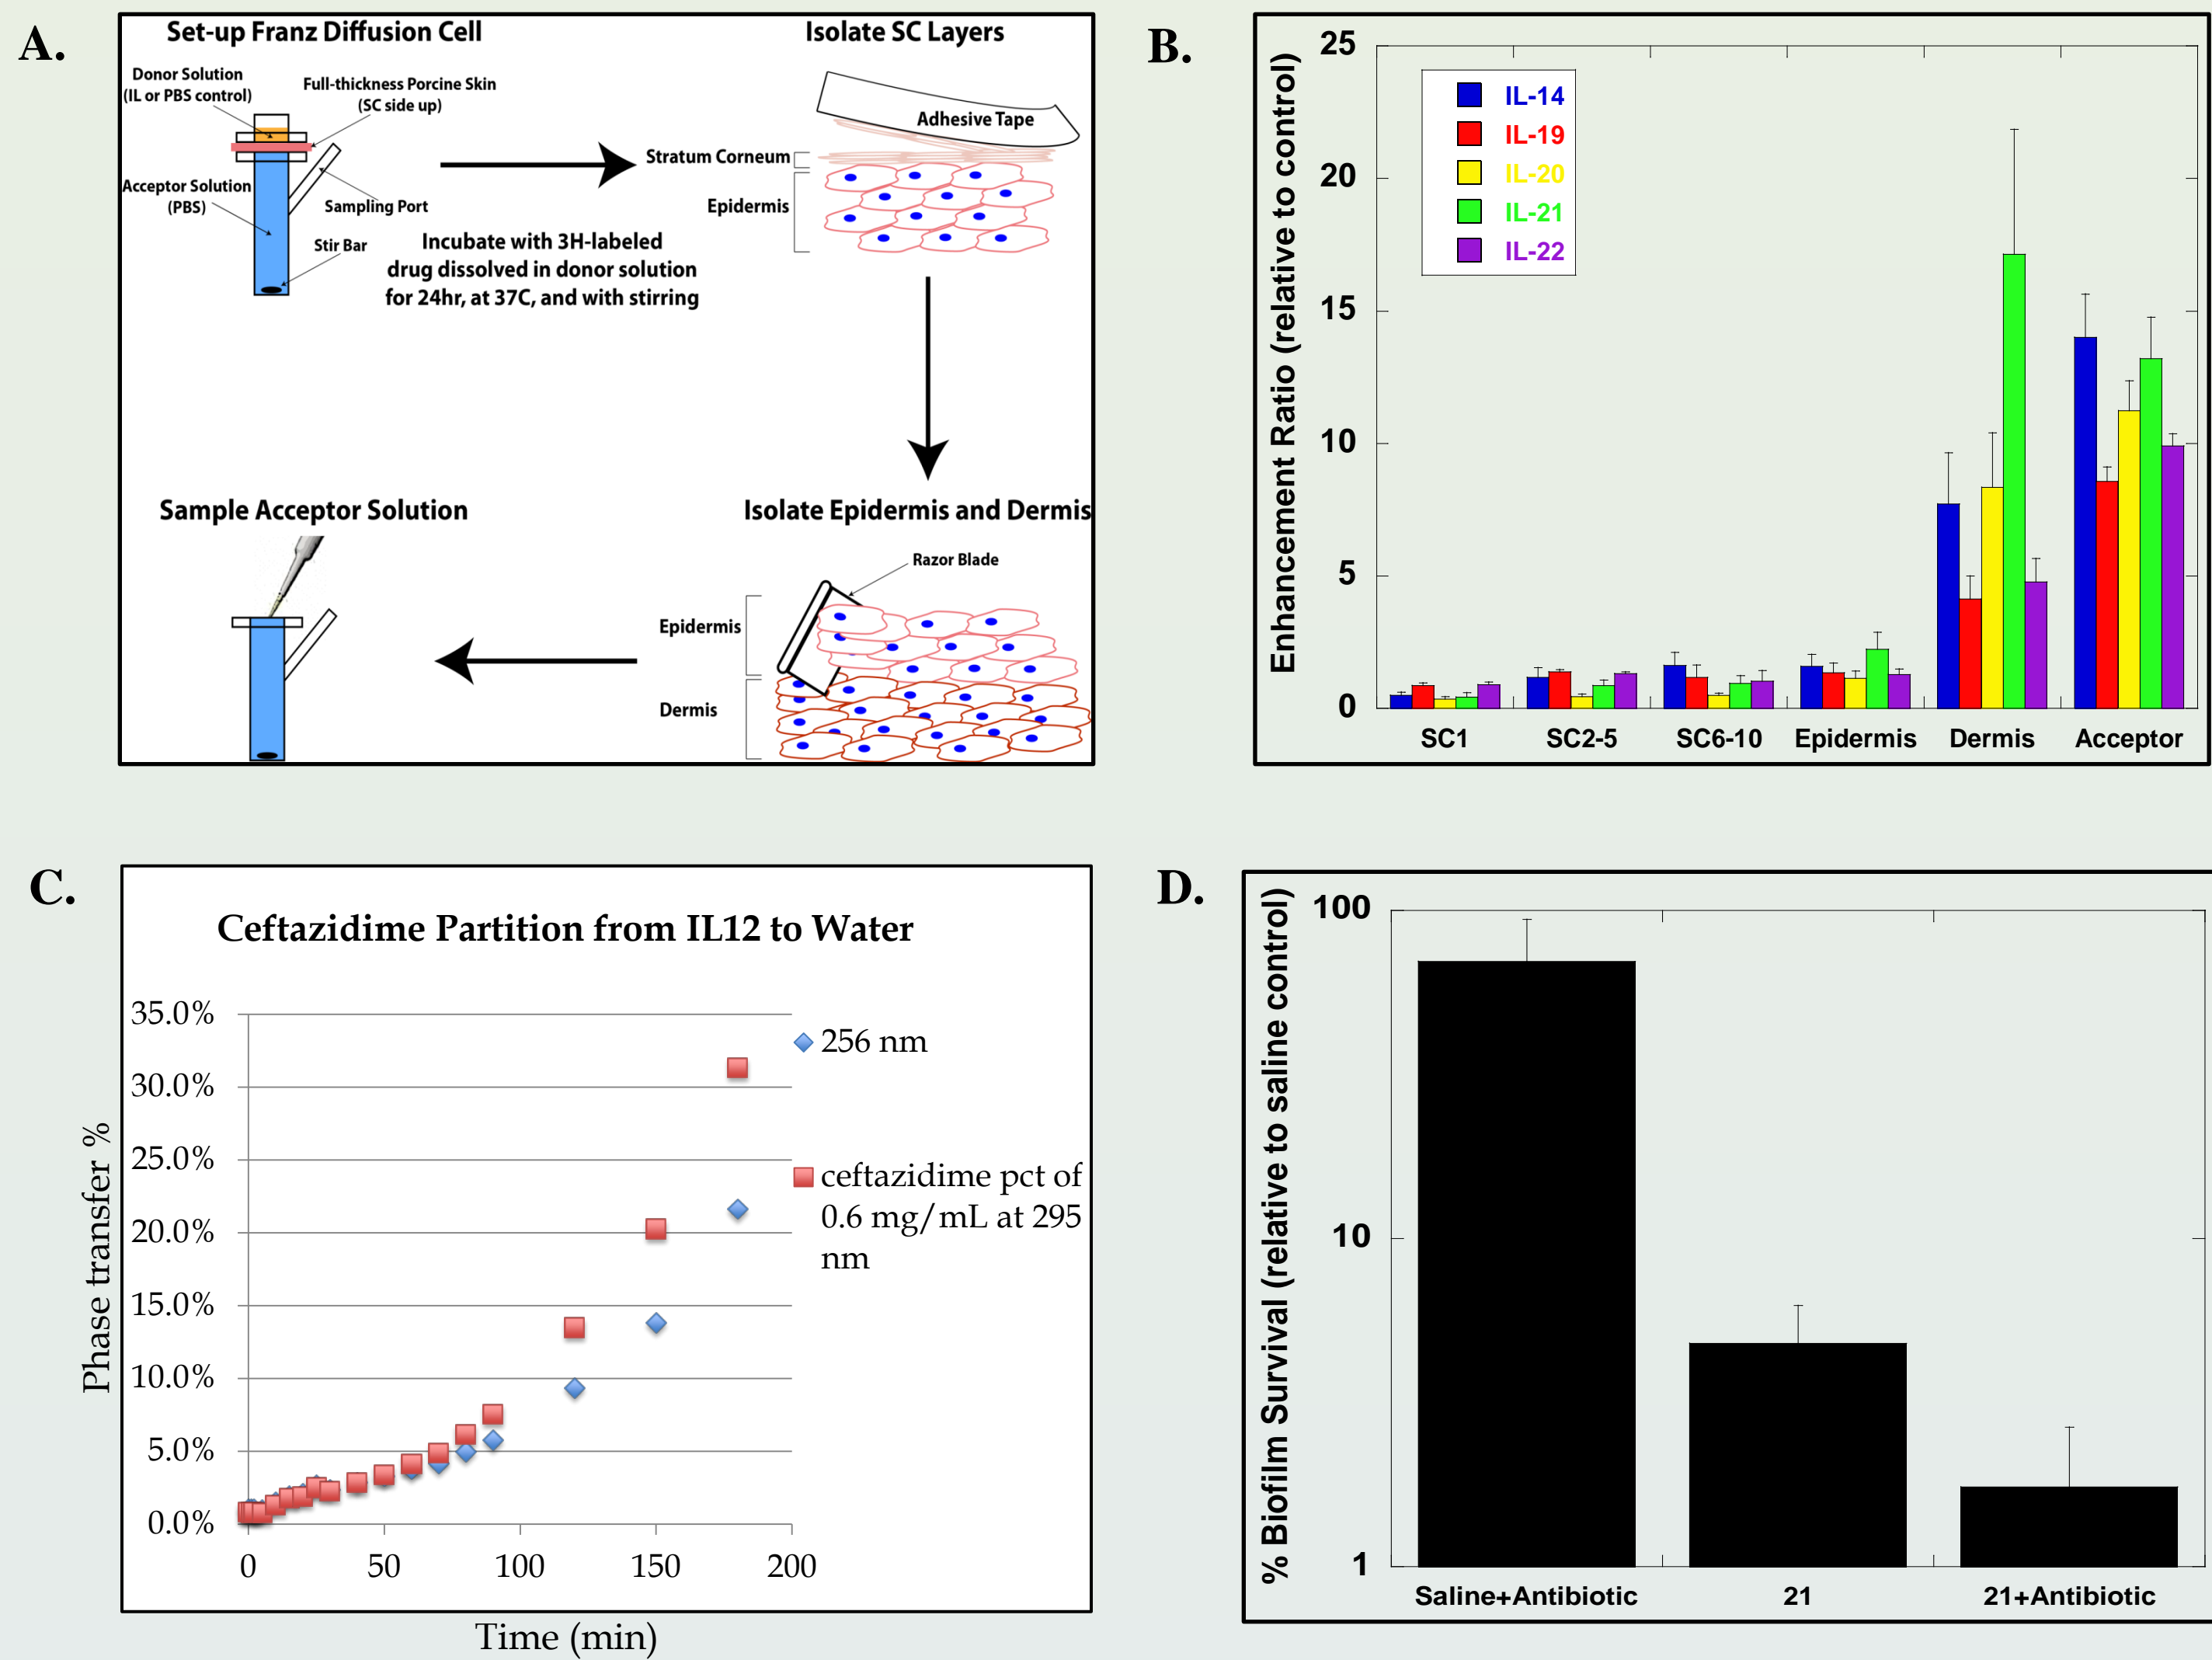 A.
Set-up Franz Diffusion Cell
Donor Solution
(IL or PBS control)
Full-thickness Porcine Skin
(SC side up)
Acceptor Solution
(PBS)
Sampling Port
Stir Bar
Incubate with 3H-labeled
drug dissolved in donor solution
for 24hr, at 37C, and with stirring
Isolate SC Layers
Adhesive Tape
Stratum Corneum
Epidermis
Isolate Epidermis and Dermis
Razor Blade
Epidermis
Dermis
Sample Acceptor Solution
B.
Enhancement Ratio (relative to control)
25
20
15
10
5
0
IL-14
IL-19
IL-20
IL-21
IL-22
SC1 SC2-5 SC6-10 Epidermis Dermis Acceptor
C.
Ceftazidime Partition from IL12 to Water
Phase transfer %
35.0%
30.0%
25.0%
20.0%
15.0%
10.0%
5.0%
0.0%
0 50 100 150 200
Time (min)
256 nm
ceftazidime pct of
0.6 mg/mL at 295
nm
D.
% Biofilm Survival (relative to saline control)
100
10
1
Saline+Antibiotic 21 21+Antibiotic